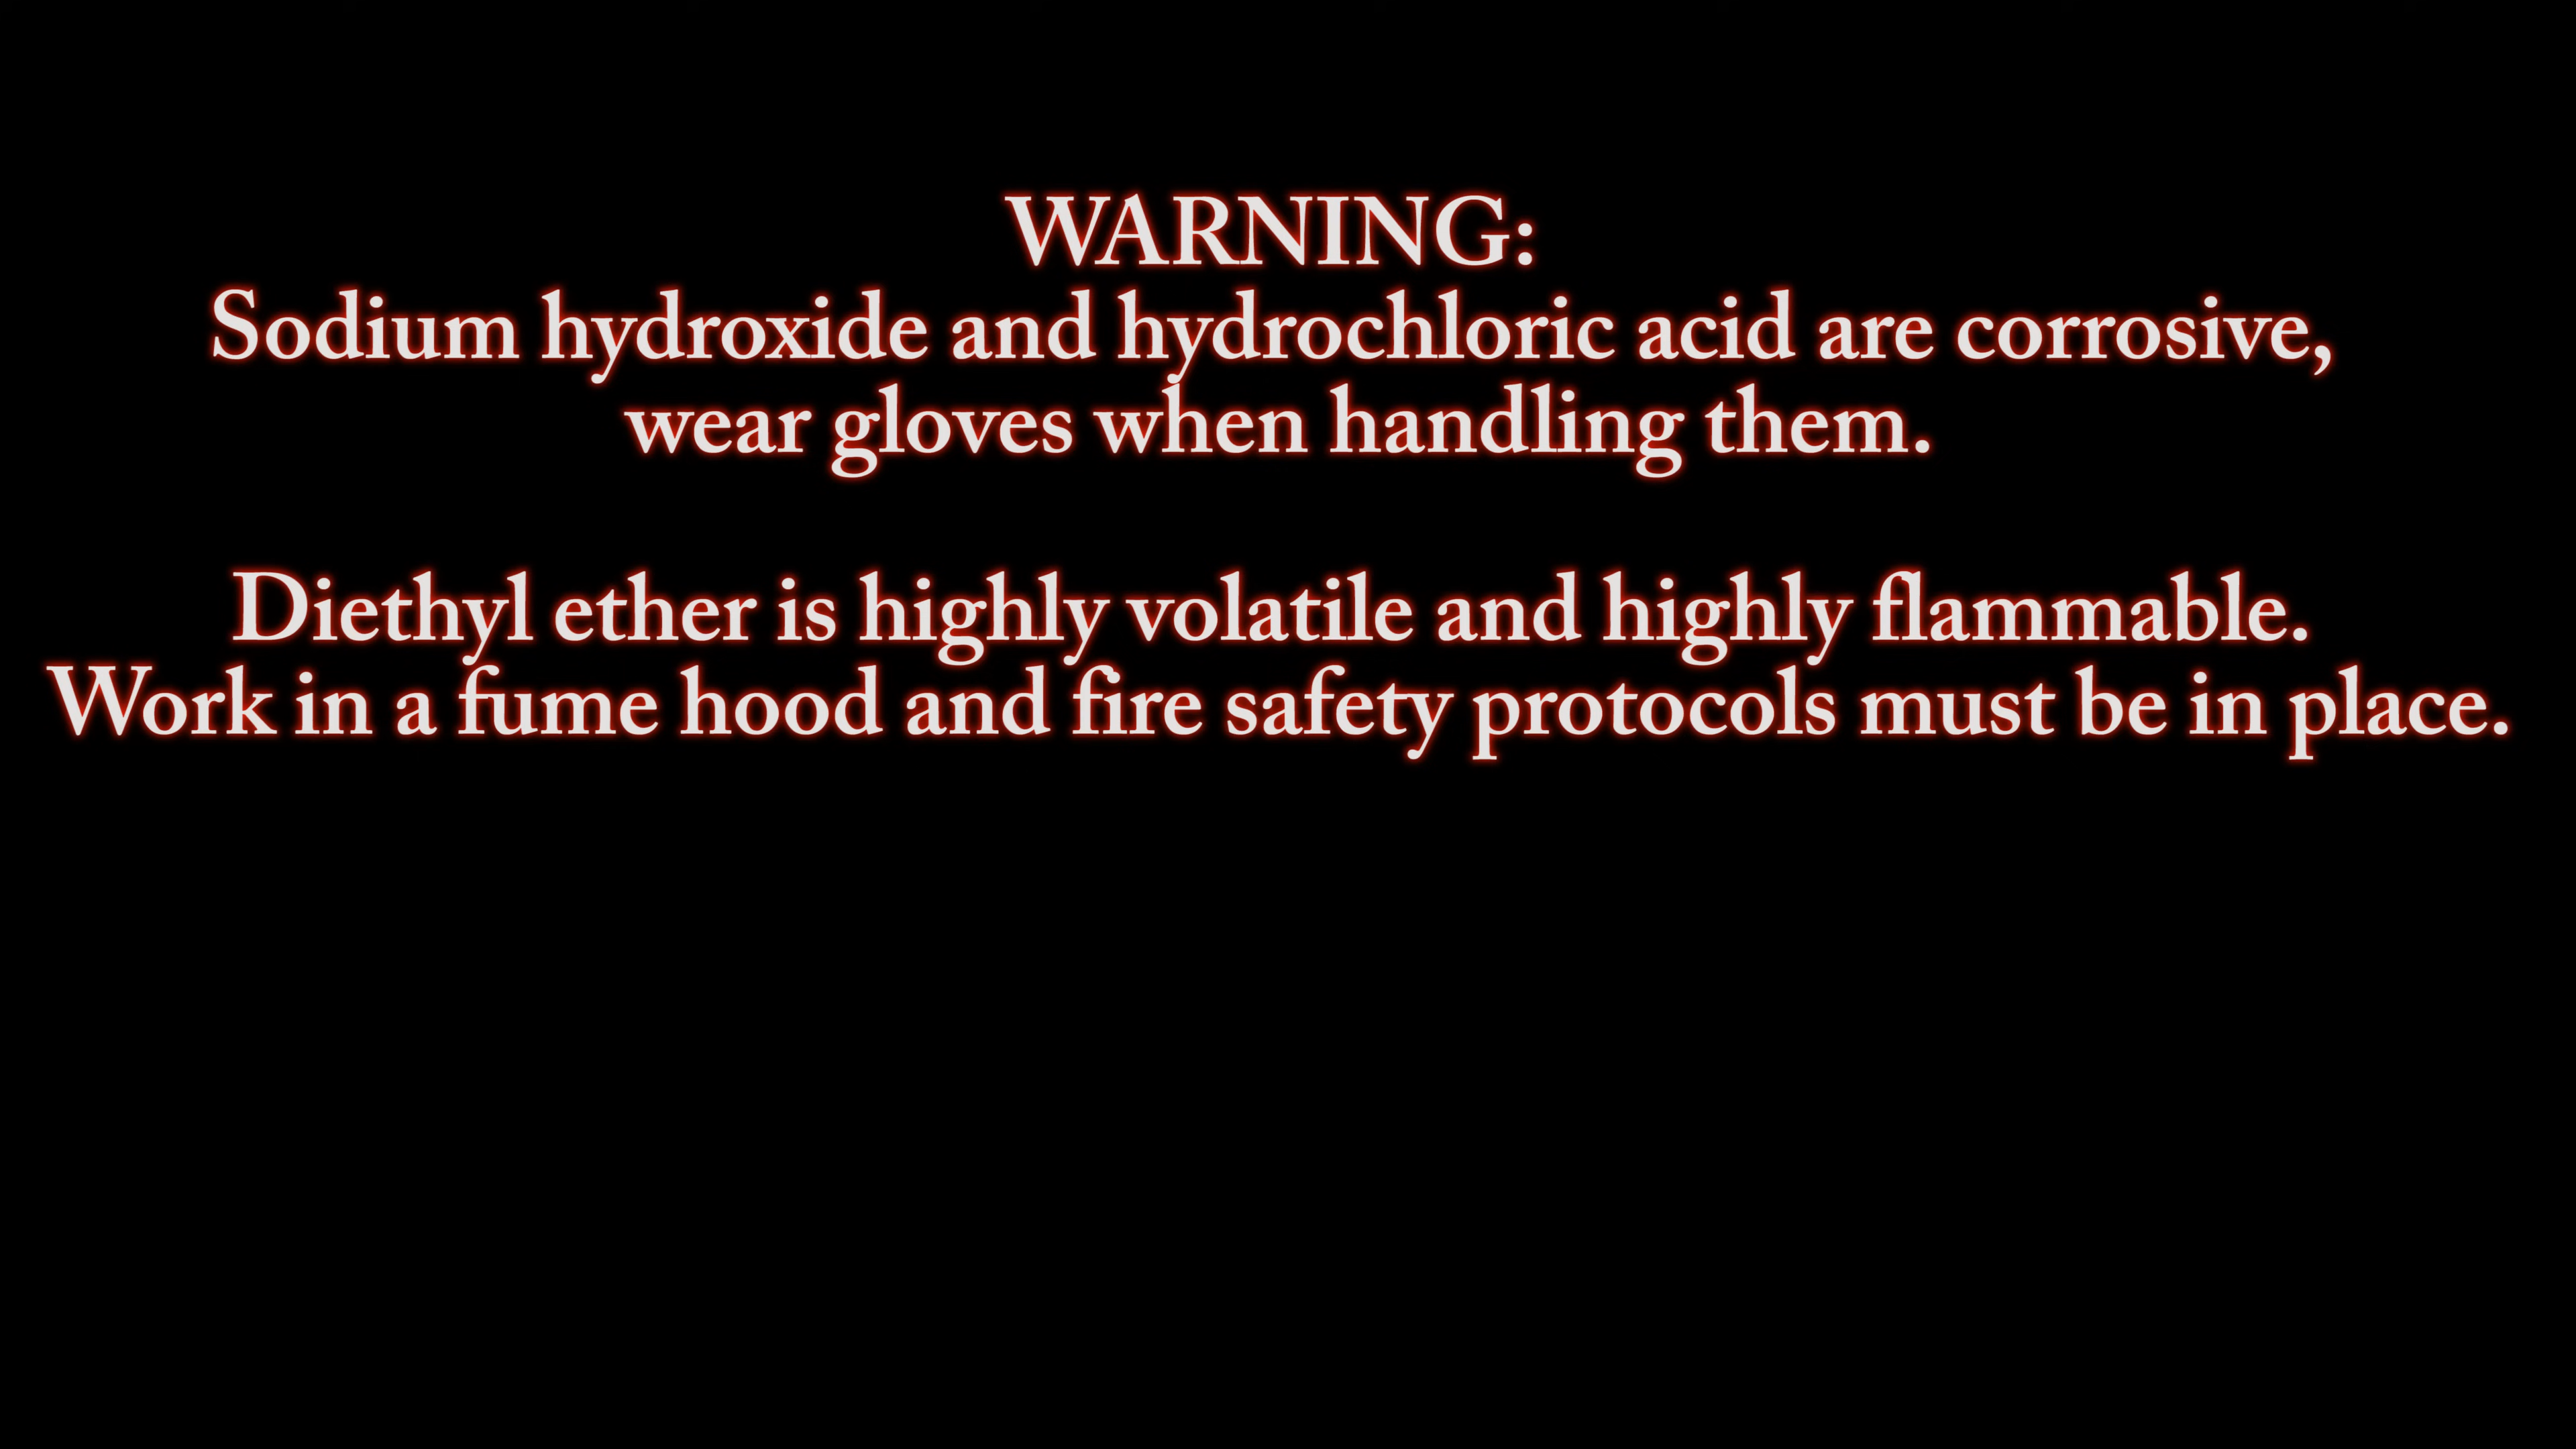 WARNING:
Sodium hydroxide and hydrochloric acid are corrosive,
wear gloves when handling them.
Diethyl ether is highly volatile and highly flammable.
Work in a fume hood and fire safety protocols must be in place.